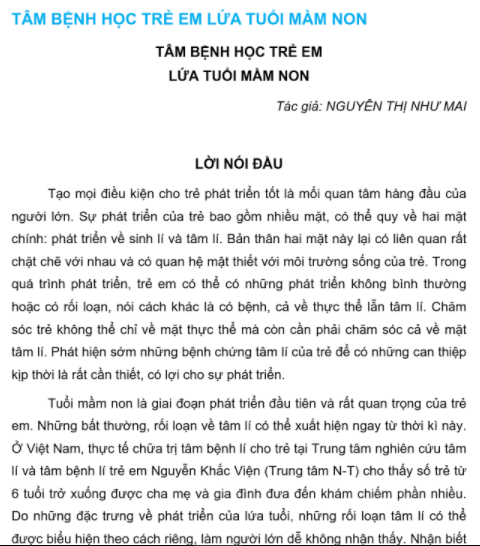 TÂM BỆNH HỌC TRẺ EM LỨA TUỔI MẦM NON
TÂM BỆNH HỌC TRẺ EM
LỨA TUỔI MẦM NON
Tác giả: NGUYỄN THỊ NHƯ MAI
LỜI NÓI ĐẦU
Tạo mọi điều kiện cho trẻ phát triển tốt là mối quan tâm hàng đầu của
người lớn. Sự phát triển của trẻ bao gồm nhiều mặt, có thể quy về hai mặt
chính: phát triển về sinh lí và tâm lí. Bản thân hai mặt này lại có liên quan rất
chặt chẽ với nhau và có quan hệ mật thiết với môi trường sống của trẻ. Trong
quá trình phát triển, trẻ em có thể có những phát triển không bình thường
hoặc có rối loạn, nói cách khác là có bệnh, cả về thực thể lẫn tâm lí. Chăm
sóc trẻ không thể chỉ về mặt thực thể mà còn cần phải chăm sóc cả về mặt
tâm lí. Phát hiện sớm những bệnh chứng tâm lí của trẻ để có những can thiệp
kịp thời là rất cần thiết, có lợi cho sự phát triển.
Tuổi mầm non là giai đoạn phát triển đầu tiên và rất quan trọng của trẻ
em. Những bất thường, rối loạn về tâm lí có thể xuất hiện ngay từ thời kì này.
Ở Việt Nam, thực tế chữa trị tâm bệnh lí cho trẻ tại Trung tâm nghiên cứu tâm
lí và tâm bệnh lí trẻ em Nguyễn Khắc Viện (Trung tâm N-T) cho thấy số trẻ từ
6 tuổi trở xuống được cha mẹ và gia đình đưa đến khám chiếm phần nhiều.
Do những đặc trưng về phát triển của lứa tuổi, những rối loạn tâm lí có thể
được biểu hiện theo cách riêng, làm người lớn dễ không nhận thấy. Nhận biết